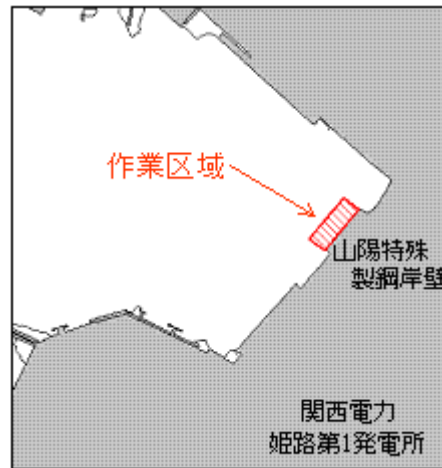 作業区域
山陽特殊
製鋼岸壁
関西電力
姫路第1発電所